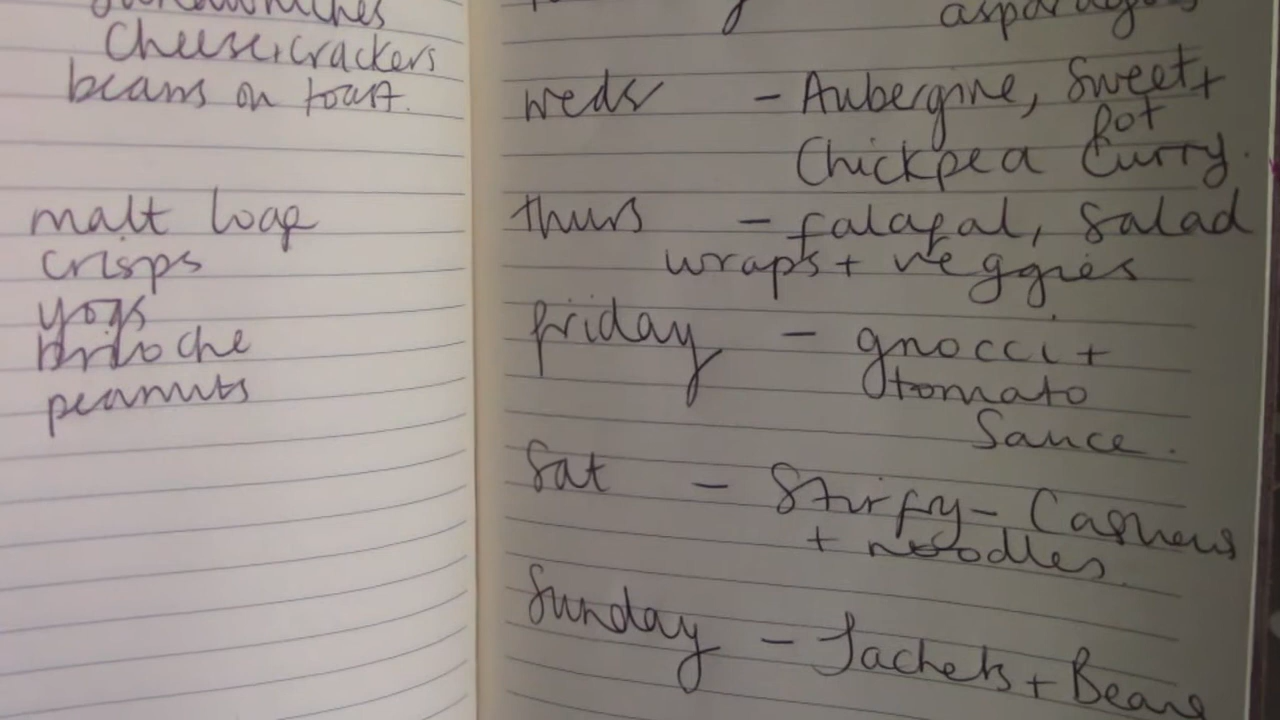 Cheese+crackers
beans on toast.
malt loaf
crisps
yogs
brioche
peanuts
asparagus
weds - Aubergine, Sweet+
Pot
Chickpea Curry.
thurs - falafal, Salad
wraps + veggies
friday - gnocci +
tomato
Sauce.
Sat - Stirfry - Cashews
+ noodles.
Sunday - Jackets + Beans